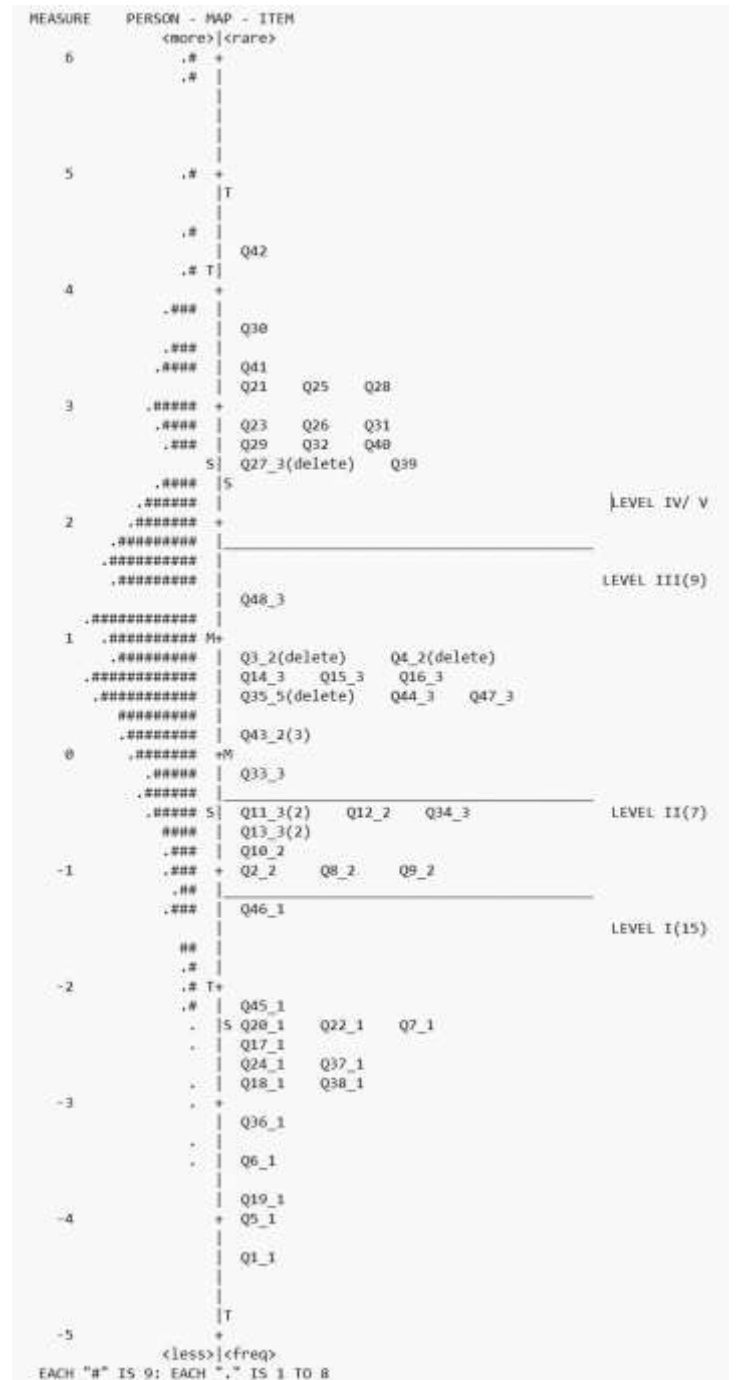 MEASURE PERSON - MAP - ITEM
<more>|<rare>
6 .# +
.# |
|
|
|
|
5 .# +
|T
|
.# |
| Q42
.# T|
4 +
.### |
| Q30
.### |
.#### | Q41
| Q21 Q25 Q28
3 .##### +
.#### | Q23 Q26 Q31
.### | Q29 Q32 Q40
S| Q27_3(delete) Q39
.#### |S
.###### | LEVEL IV/ V
2 .####### +
.######### |
.########## |
.######### | LEVEL III(9)
| Q48_3
.############ |
1 .########## M+
.######### | Q3_2(delete) Q4_2(delete)
.############ | Q14_3 Q15_3 Q16_3
.########### | Q35_5(delete) Q44_3 Q47_3
######### |
.######## | Q43_2(3)
0 .####### +M
.##### | Q33_3
.###### |
.##### S| Q11_3(2) Q12_2 Q34_3 LEVEL II(7)
#### | Q13_3(2)
.### | Q10_2
-1 .### + Q2_2 Q8_2 Q9_2
.## |
.### | Q46_1
| LEVEL I(15)
## |
.# |
-2 .# T+
.# | Q45_1
. |S Q20_1 Q22_1 Q7_1
. | Q17_1
| Q24_1 Q37_1
. | Q18_1 Q38_1
-3 . +
| Q36_1
. |
. | Q6_1
|
| Q19_1
-4 + Q5_1
|
| Q1_1
|
|
|T
-5 +
<less>|<freq>
EACH "#" IS 9: EACH "." IS 1 TO 8